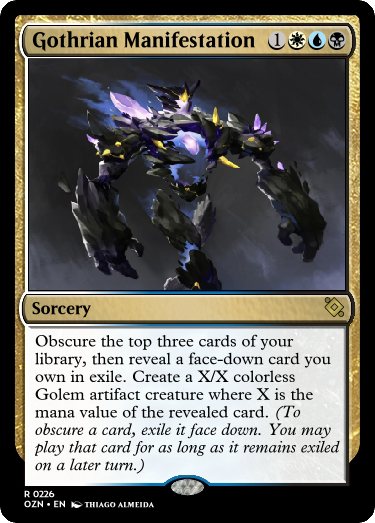 Gothrian Manifestation 1
Sorcery
Obscure the top three cards of your
library, then reveal a face-down card you
own in exile. Create a X/X colorless
Golem artifact creature where X is
the mana value of the revealed card. (To
obscure a card, exile it face down. You may
play that card for as long as it remains exiled
on a later turn.)
R 0226
OZN • EN THIAGO ALMEIDA